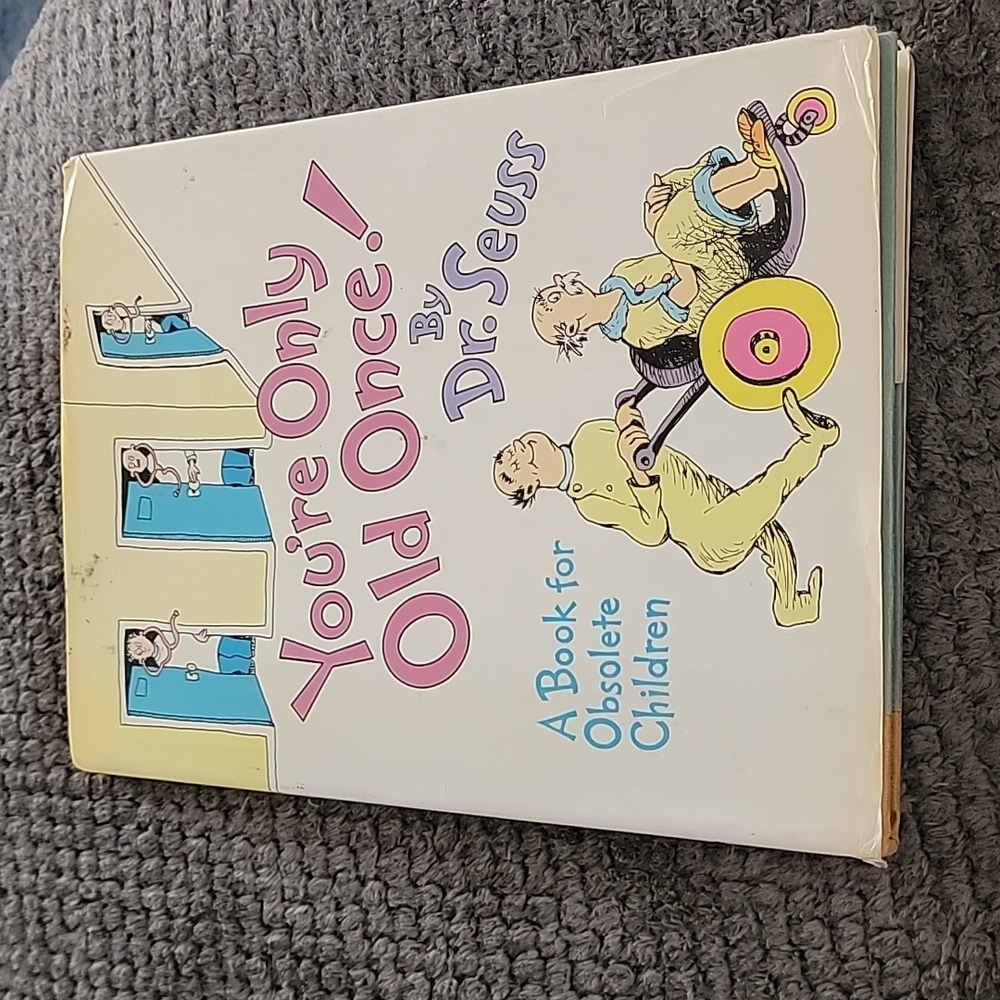 You're Only
Old Once!
By
Dr. Seuss
A Book for
Obsolete
Children